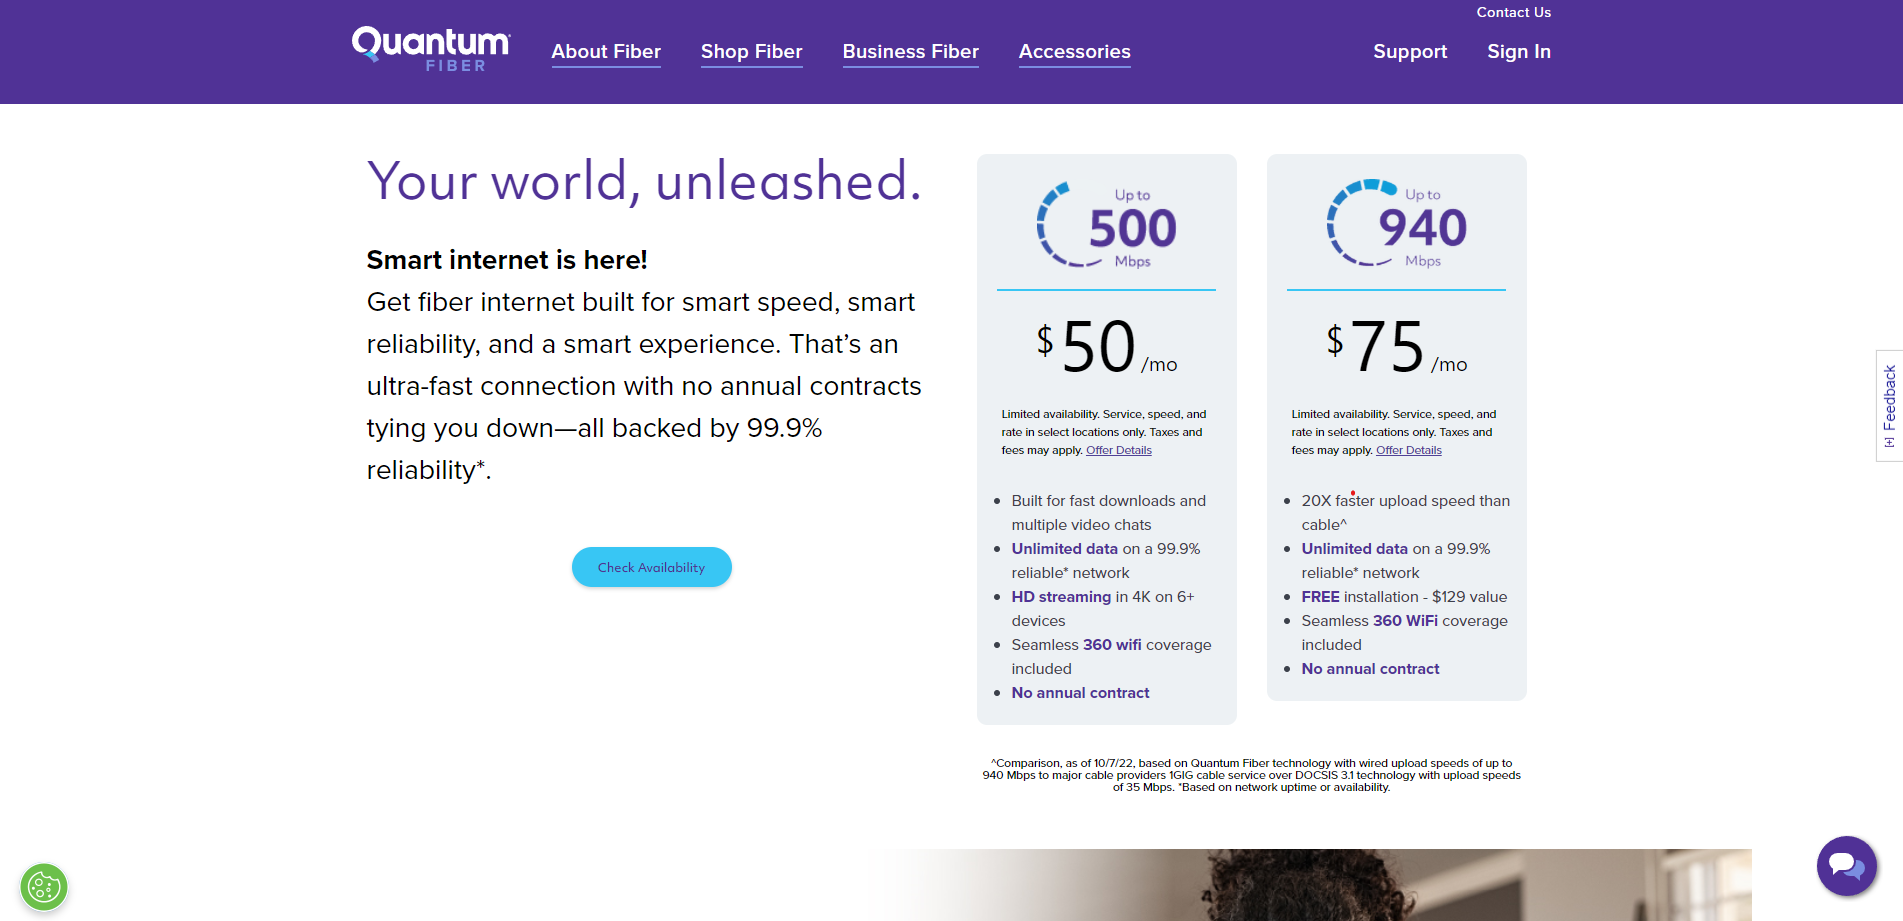 Contact Us
Quantum
FIBER
About Fiber
Shop Fiber
Business Fiber
Accessories
Support
Sign In
Your world, unleashed.
Smart internet is here!
Get fiber internet built for smart speed, smart
reliability, and a smart experience. That’s an
ultra-fast connection with no annual contracts
tying you down—all backed by 99.9%
reliability*.
Check Availability
Up to
500
Mbps
$50/mo
Limited availability. Service, speed, and
rate in select locations only. Taxes and
fees may apply. Offer Details
Built for fast downloads and
multiple video chats
Unlimited data on a 99.9%
reliable* network
HD streaming in 4K on 6+
devices
Seamless 360 wifi coverage
included
No annual contract
Up to
940
Mbps
$75/mo
Limited availability. Service, speed, and
rate in select locations only. Taxes and
fees may apply. Offer Details
20X faster upload speed than
cable^
Unlimited data on a 99.9%
reliable* network
FREE installation - $129 value
Seamless 360 WiFi coverage
included
No annual contract
^Comparison, as of 10/7/22, based on Quantum Fiber technology with wired upload speeds of up to
940 Mbps to major cable providers 1GIG cable service over DOCSIS 3.1 technology with upload speeds
of 35 Mbps. *Based on network uptime or availability.
[+] Feedback